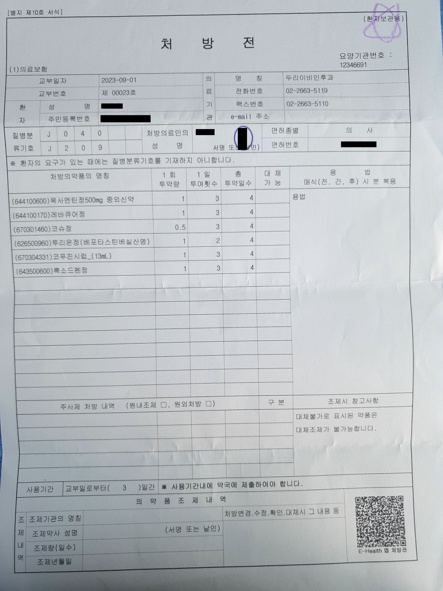 [별지 제10호 서식]
(환자보관용)
처 방 전
요양기관번호 :
12346691
(1)의료보험
교부일자 2023-09-01
교부번호 제 00023호
의 료 기 관
명 칭 두리이비인후과
전화번호 02-2663-5119
팩스번호 02-2663-5110
e-mail 주소
환 자
성 명
주민등록번호
질병분류기호
J 0 4 0
J 2 0 9
처방의료인의 성 명
서명 또는 날인)
면허종별 의 사
면허번호
※ 환자의 요구가 있는 때에는 질병분류기호를 기재하지 아니합니다.
처방의약품의 명칭 1 회 투약량 1 일 투여횟수 총 투약일수 대 체 가 능 용 법
매식(전, 간, 후) 시 분 복용
(644100600)목시멘틴정500mg 중외신약 1 3 4 용법
(644100170)레바큐어정 1 3 4
(670301460)코슈정 0.5 3 4
(626500960)투리온정(베포타스틴베실산염) 1 2 4
(670304331)코푸진시럽_(13mL) 1 3 4
(643500600)록소드펜정 1 3 4
주사제 처방 내역 (원내조제 □, 원외처방 □) 구 분 조제시 참고사항
대체불가로 표시된 약품은
대체조제가 불가능합니다.
사용기간 교부일로부터( 3 )일간 ※ 사용기간내에 약국에 제출하여야 합니다.
의 약 품 조 제 내 역
조 제 내 역
조제기관의 명칭 처방변경,수정,확인,대체시 그 내용 등
조제약사 성명 (서명 또는 날인)
조제량(일수)
조제년월일
E-Health 앱 처방전